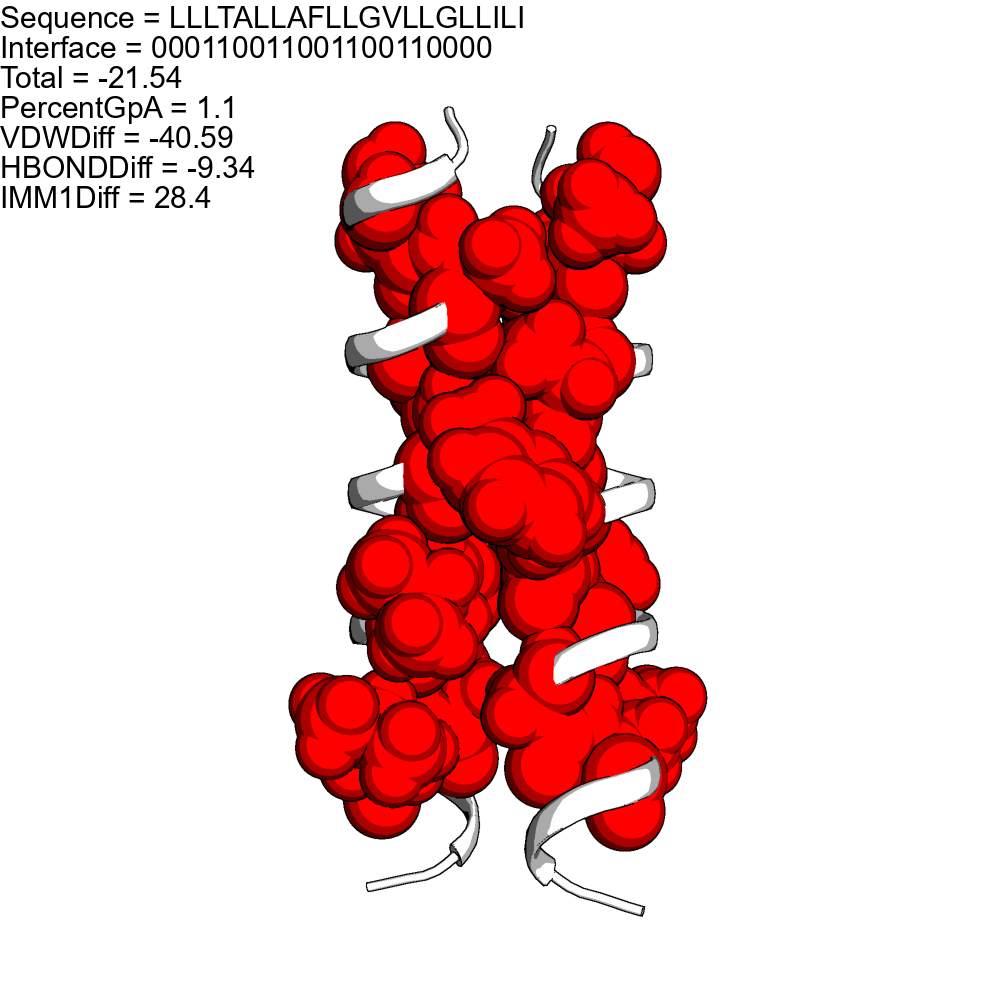 Sequence = LLLTALLAFLLGVLLGLLILI
Interface = 000110011001100110000
Total = -21.54
PercentGpA = 1.1
VDWDiff = -40.59
HBONDDiff = -9.34
IMM1Diff = 28.4